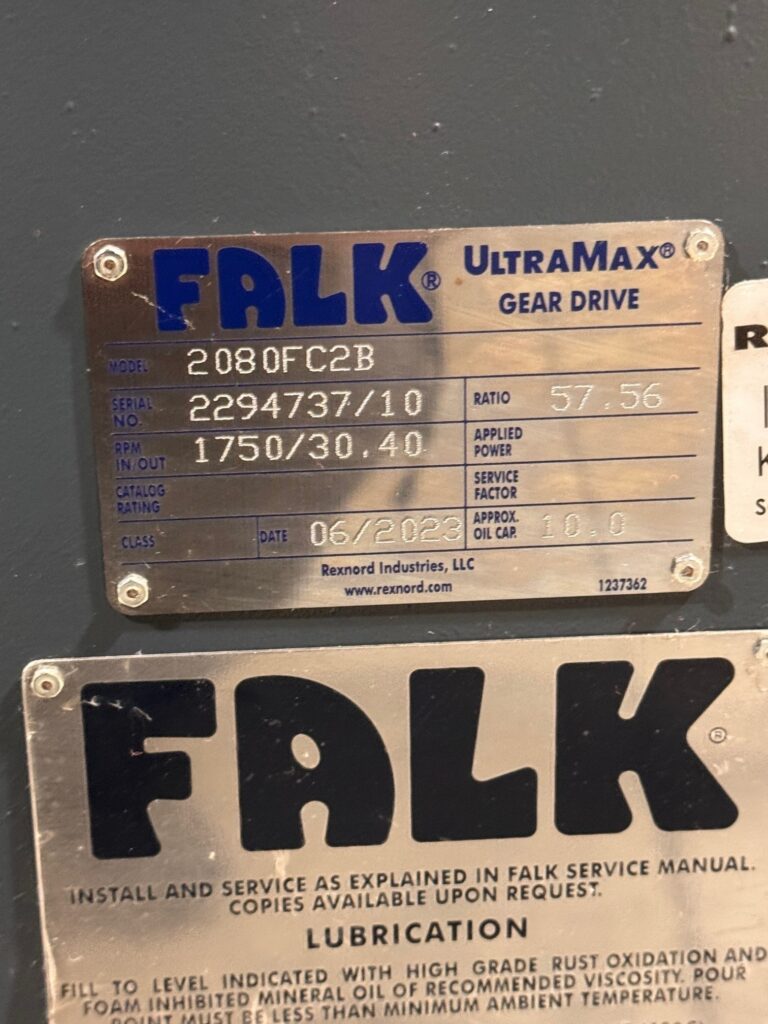 FALK® ULTRAMAX®
GEAR DRIVE
MODEL 2080FC2B
SERIAL NO. 2294737/10 RATIO 57.56
RPM IN/OUT 1750/30.40 APPLIED POWER
CATALOG RATING SERVICE FACTOR
CLASS DATE 06/2023 APPROX. OIL CAP. 10.0
Rexnord Industries, LLC
www.rexnord.com 1237362
R
K
S
FALK®
INSTALL AND SERVICE AS EXPLAINED IN FALK SERVICE MANUAL.
COPIES AVAILABLE UPON REQUEST.
LUBRICATION
FILL TO LEVEL INDICATED WITH HIGH GRADE RUST OXIDATION AND
FOAM INHIBITED MINERAL OIL OF RECOMMENDED VISCOSITY. POUR
POINT MUST BE LESS THAN MINIMUM AMBIENT TEMPERATURE.